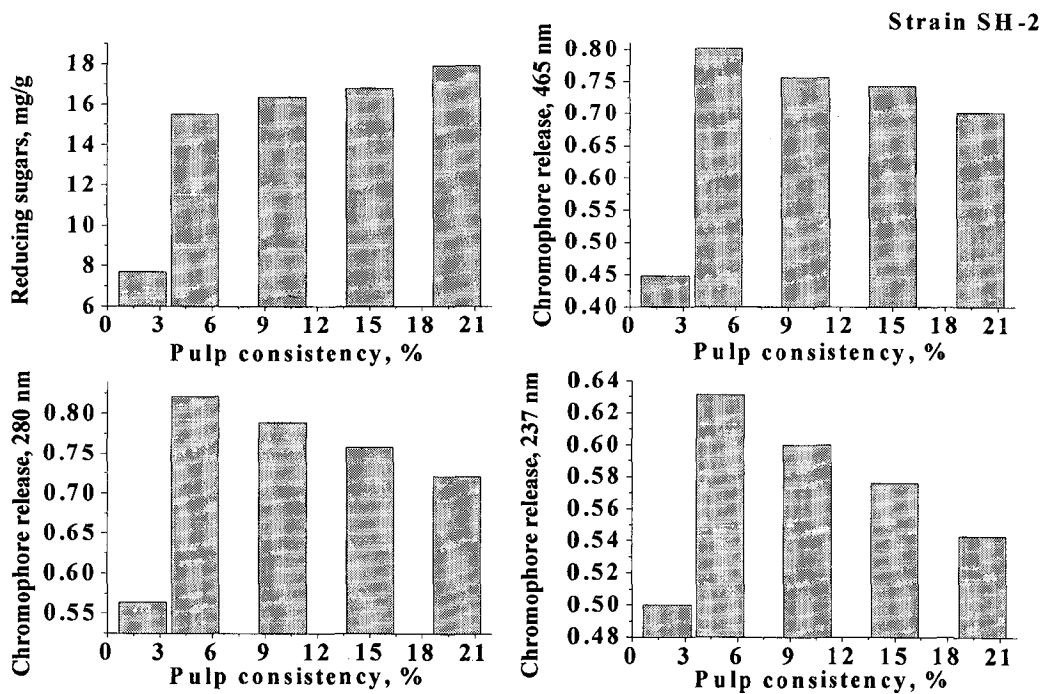 Strain SH-2
Reducing sugars, mg/g
18
16
14
12
10
8
6
0 3 6 9 12 15 18 21
Pulp consistency, %
Chromophore release, 465 nm
0.80
0.75
0.70
0.65
0.60
0.55
0.50
0.45
0.40
0 3 6 9 12 15 18 21
Pulp consistency, %
Chromophore release, 280 nm
0.80
0.75
0.70
0.65
0.60
0.55
0 3 6 9 12 15 18 21
Pulp consistency, %
Chromophore release, 237 nm
0.64
0.62
0.60
0.58
0.56
0.54
0.52
0.50
0.48
0 3 6 9 12 15 18 21
Pulp consistency, %